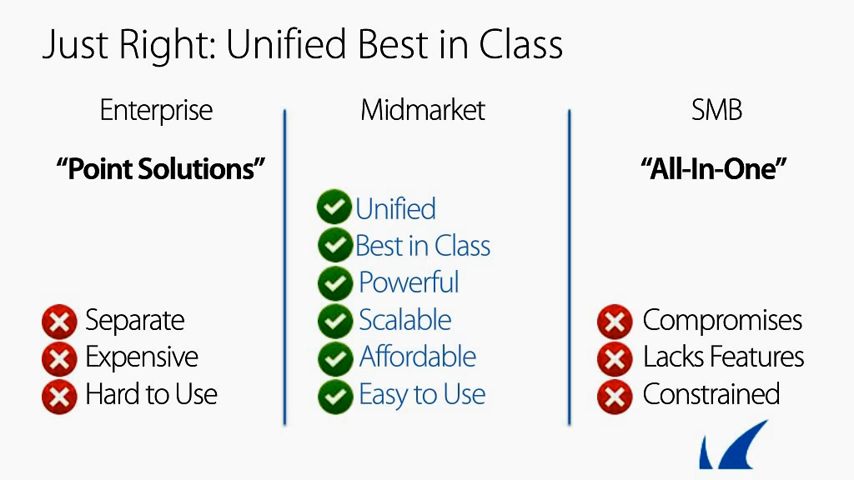 Just Right: Unified Best in Class
Enterprise
“Point Solutions”
Separate
Expensive
Hard to Use
Midmarket
Unified
Best in Class
Powerful
Scalable
Affordable
Easy to Use
SMB
“All-In-One”
Compromises
Lacks Features
Constrained